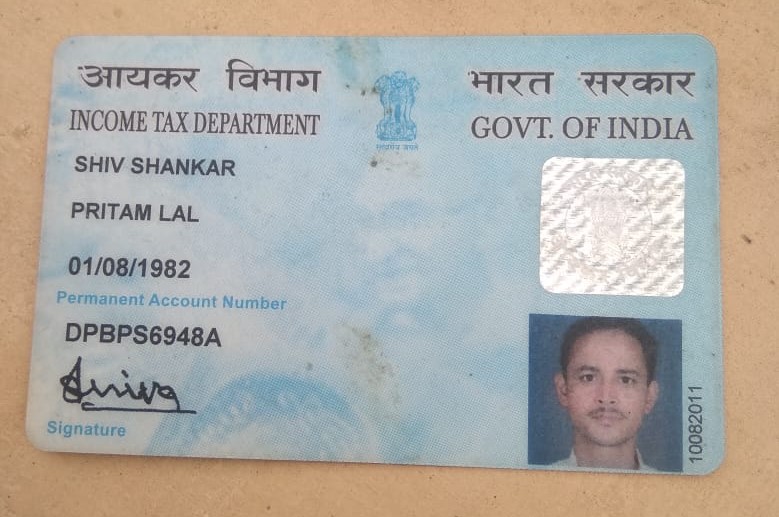 आयकर विभाग
INCOME TAX DEPARTMENT
भारत सरकार
GOVT. OF INDIA
सत्यमेव जयते
SHIV SHANKAR
PRITAM LAL
01/08/1982
Permanent Account Number
DPBPS6948A
Signature
10082011